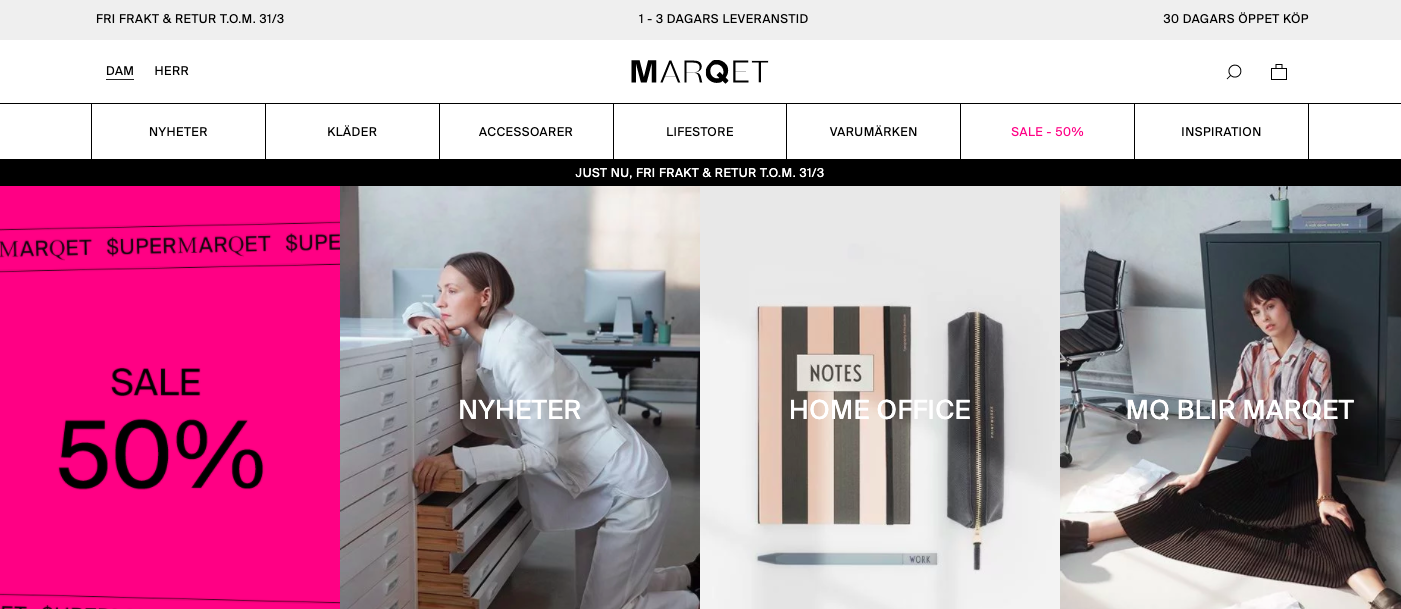 FRI FRAKT & RETUR T.O.M. 31/3
1 - 3 DAGARS LEVERANSTID
30 DAGARS ÖPPET KÖP
DAM
HERR
MARQET
NYHETER
KLÄDER
ACCESSOARER
LIFESTORE
VARUMÄRKEN
SALE - 50%
INSPIRATION
JUST NU, FRI FRAKT & RETUR T.O.M. 31/3
MARQET $UPERMARQET $UPE
SALE
50%
NYHETER
NOTES
HOME OFFICE
WORK
MQ BLIR MARQET